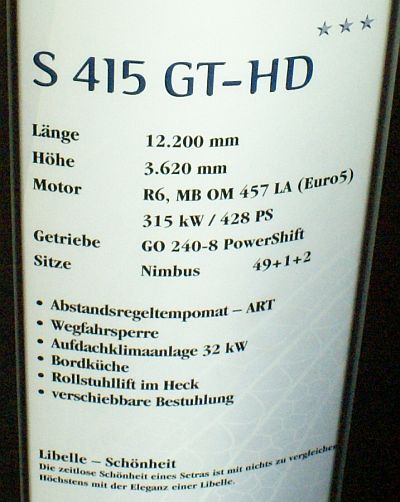 S 415 GT-HD
Länge 12.200 mm
Höhe 3.620 mm
Motor R6, MB OM 457 LA (Euro5)
315 kW / 428 PS
Getriebe GO 240-8 PowerShift
Sitze Nimbus 49+1+2
• Abstandsregeltempomat – ART
• Wegfahrsperre
• Aufdachklimaanlage 32 kW
• Bordküche
• Rollstuhllift im Heck
• verschiebbare Bestuhlung
Libelle – Schönheit
Die zeitlose Schönheit eines Setras ist mit nichts zu vergleichen
Höchstens mit der Eleganz einer Libelle.